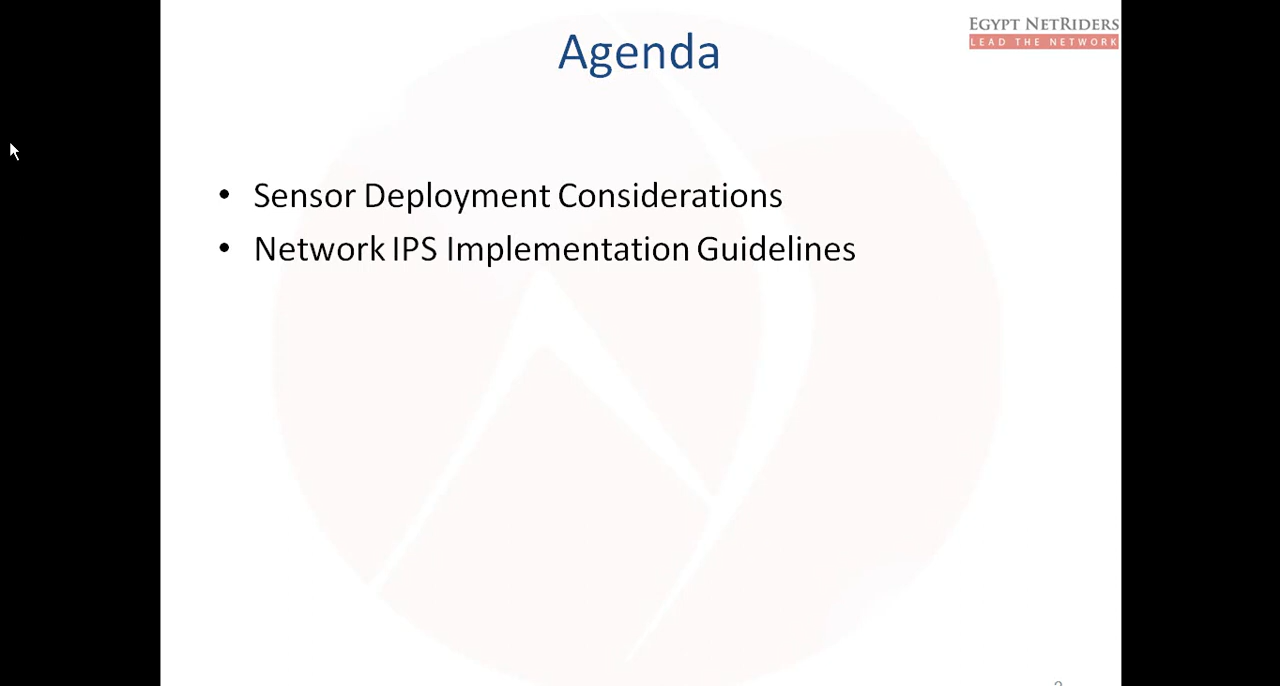 EGYPT NETRIDERS
LEAD THE NETWORK
Agenda
• Sensor Deployment Considerations
• Network IPS Implementation Guidelines